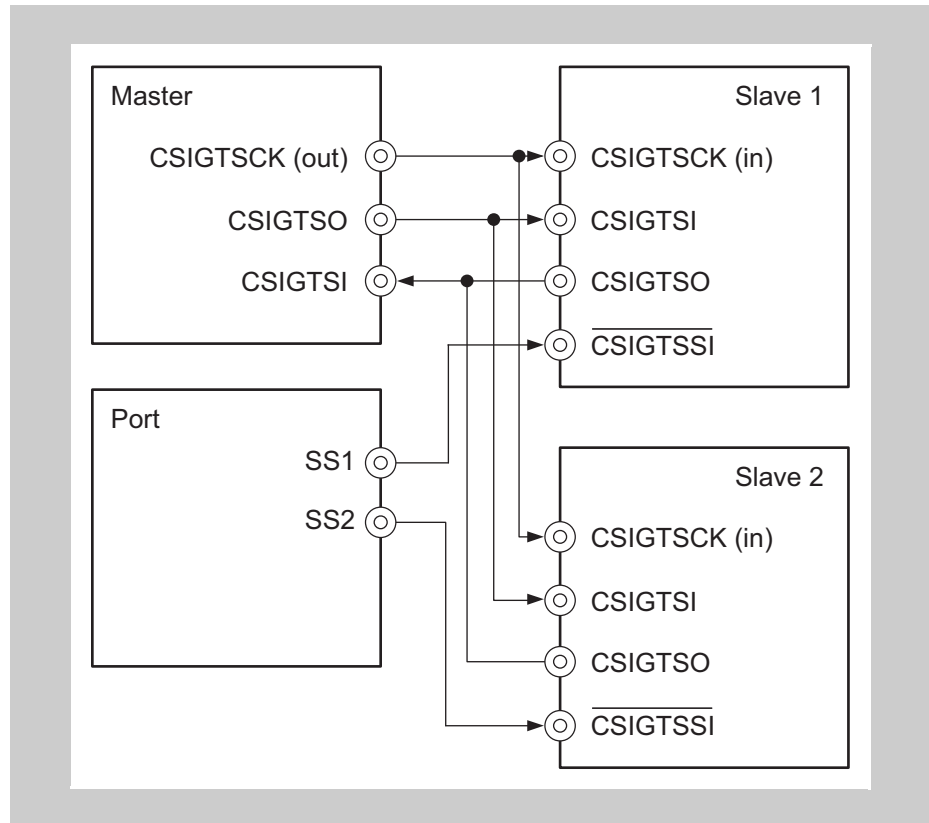 Master
CSIGTSCK (out)
CSIGTSO
CSIGTSI
Port
SS1
SS2
Slave 1
CSIGTSCK (in)
CSIGTSI
CSIGTSO
CSIGTSSI
Slave 2
CSIGTSCK (in)
CSIGTSI
CSIGTSO
CSIGTSSI